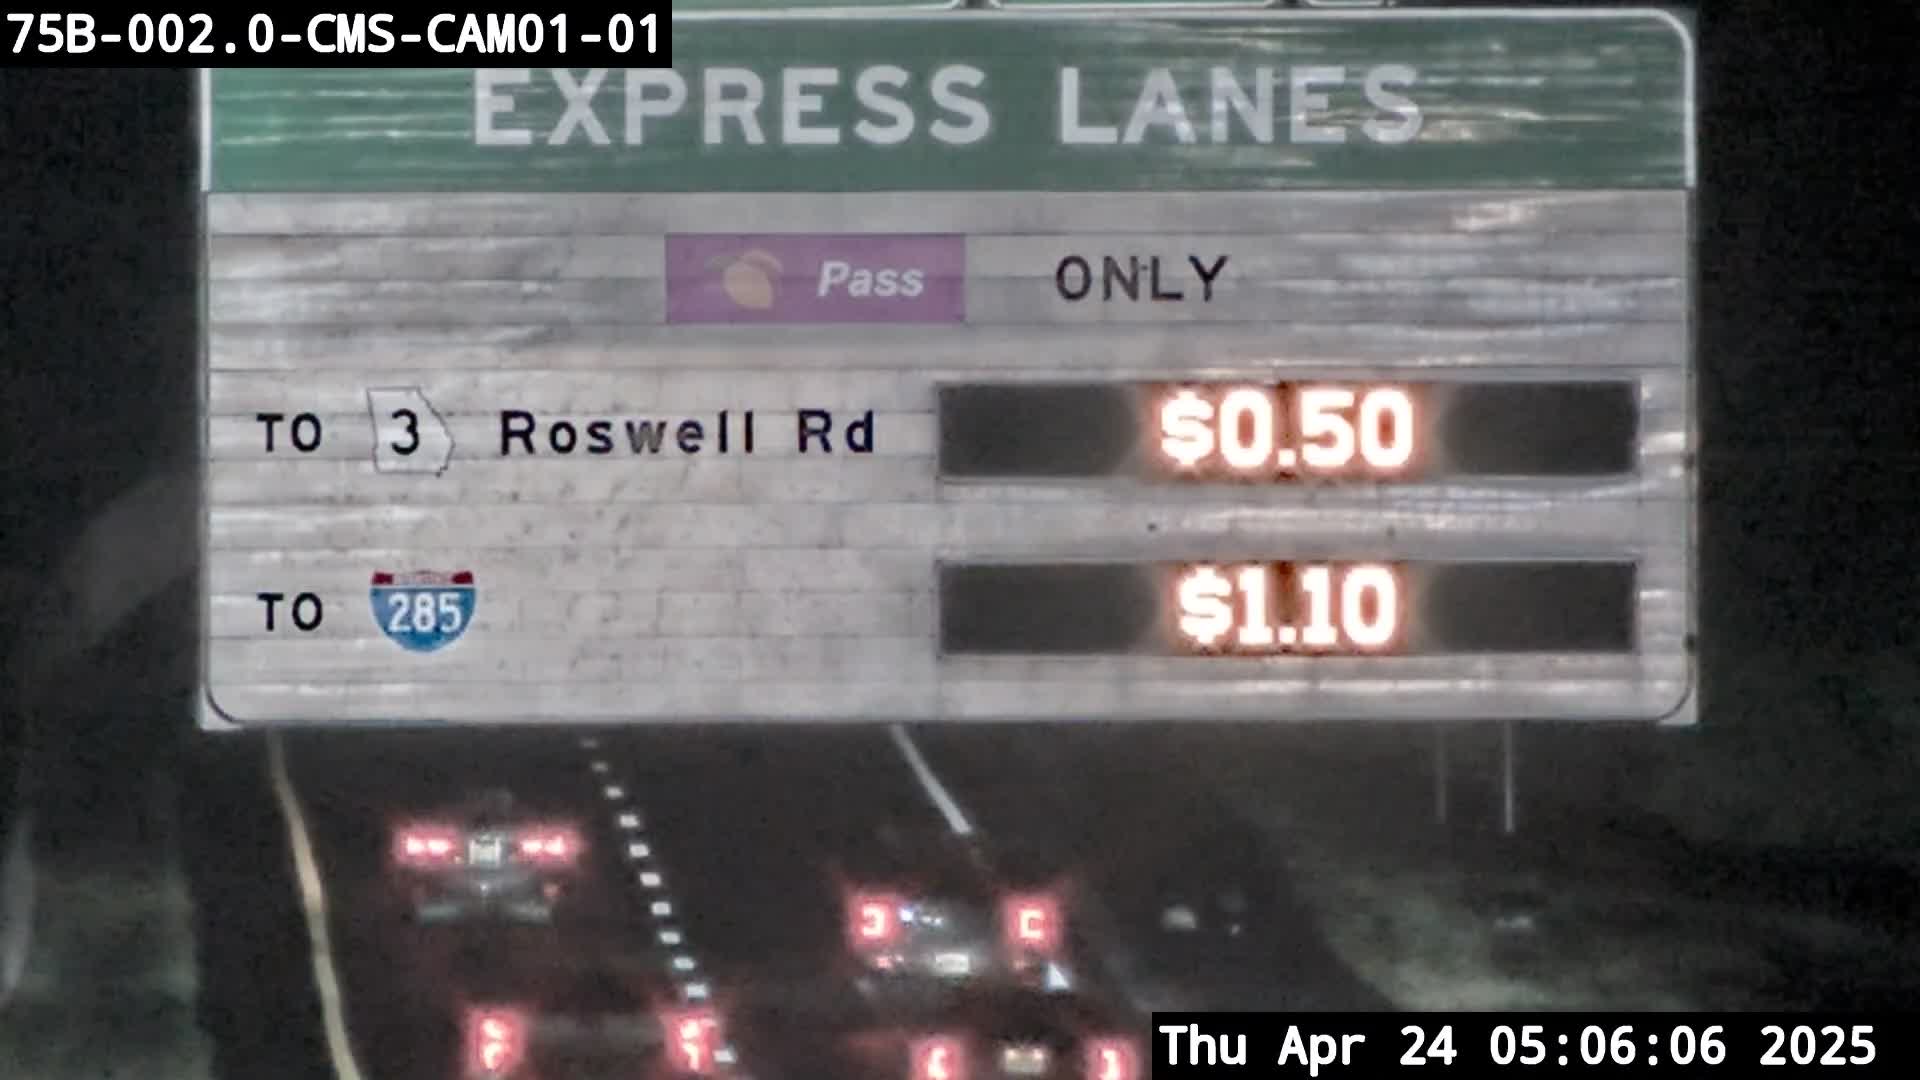 75B-002.0-CMS-CAM01-01
EXPRESS LANES
Pass ONLY
TO 3 Roswell Rd $0.50
TO 285 $1.10
Thu Apr 24 05:06:06 2025